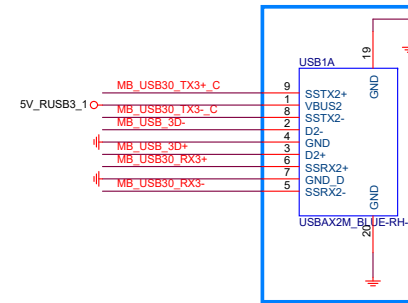 USB1A
19
GND
MB_USB30_TX3+_C
9
SSTX2+
5V_RUSB3_1
1
VBUS2
MB_USB30_TX3-_C
8
SSTX2-
MB_USB_3D-
2
D2-
4
GND
MB_USB_3D+
3
D2+
MB_USB30_RX3+
6
SSRX2+
7
GND_D
MB_USB30_RX3-
5
SSRX2-
GND
USBAX2M_BLUE-RH-
20